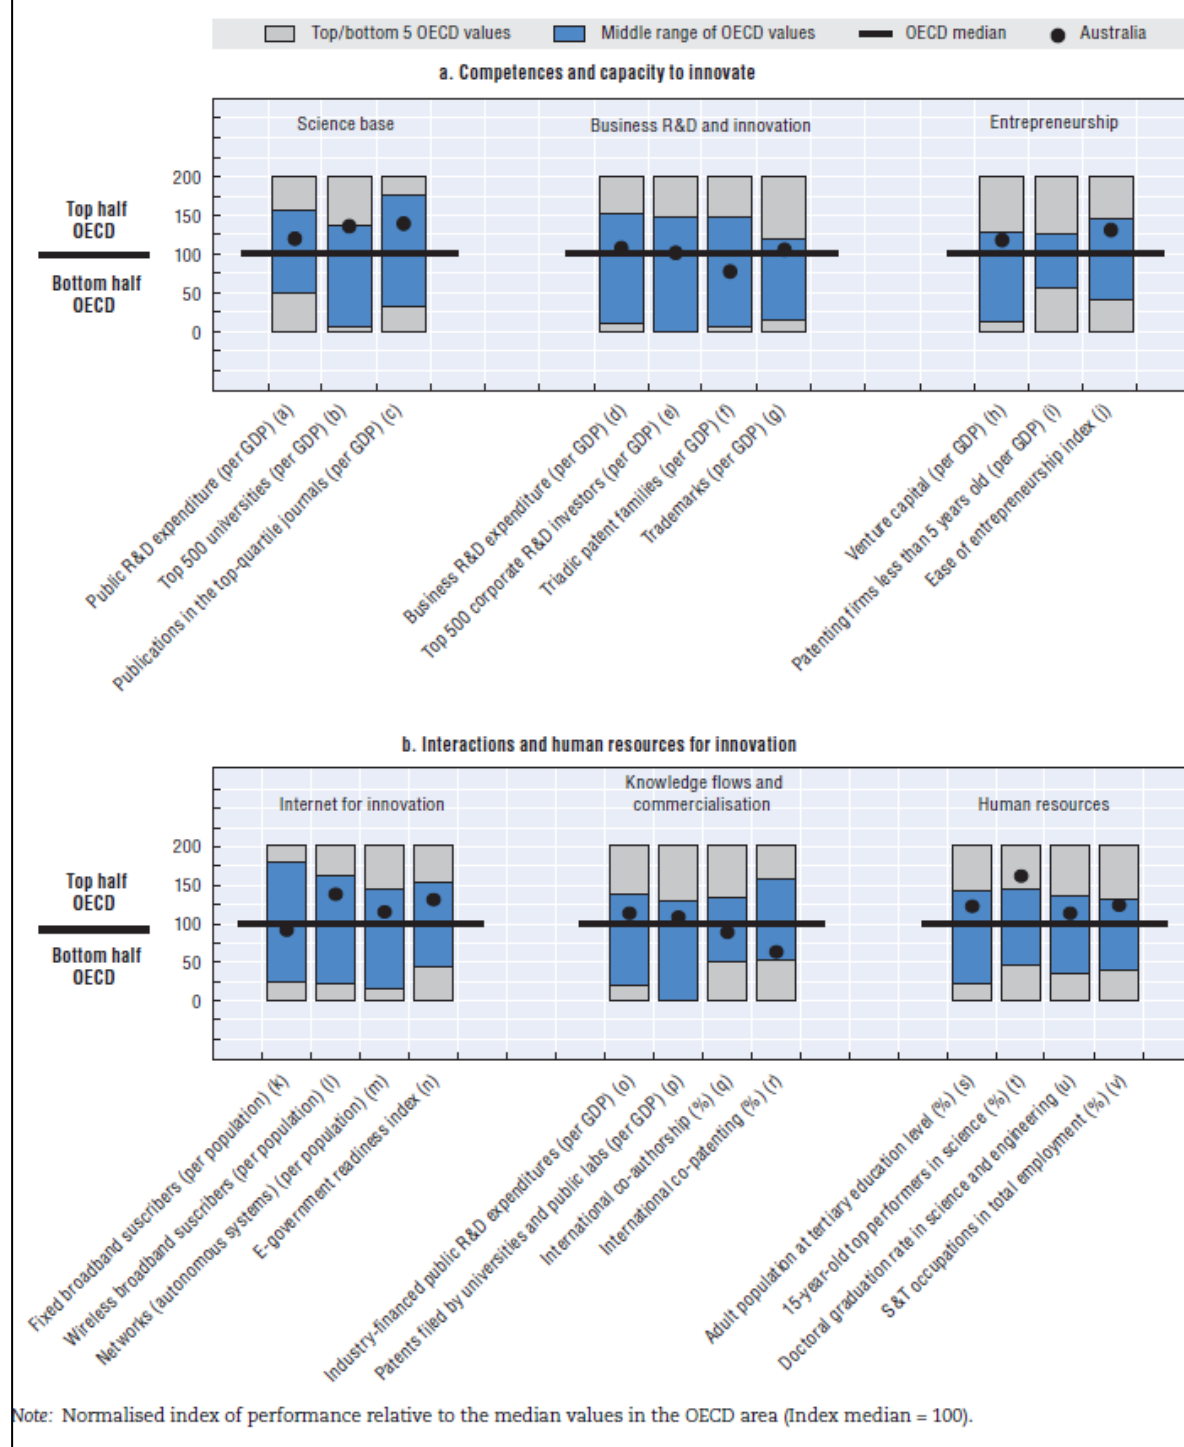 Top/bottom 5 OECD values Middle range of OECD values OECD median Australia
a. Competences and capacity to innovate
Science base Business R&D and innovation Entrepreneurship
200
150
100
50
0
Top half
OECD
Bottom half
OECD
Public R&D expenditure (per GDP) (a)
Top 500 universities (per GDP) (b)
Publications in the top-quartile journals (per GDP) (c)
Business R&D expenditure (per GDP) (d)
Top 500 corporate R&D investors (per GDP) (e)
Triadic patent families (per GDP) (f)
Trademarks (per GDP) (g)
Venture capital (per GDP) (h)
Patenting firms less than 5 years old (per GDP) (i)
Ease of entrepreneurship index (j)
b. Interactions and human resources for innovation
Internet for innovation
Knowledge flows and
commercialisation
Human resources
200
150
100
50
0
Top half
OECD
Bottom half
OECD
Fixed broadband suscribers (per population) (k)
Wireless broadband suscribers (per population) (l)
Networks (autonomous systems) (per population) (m)
E-government readiness index (n)
Industry-financed public R&D expenditures (per GDP) (o)
Patents filed by universities and public labs (per GDP) (p)
International co-authorship (%) (q)
International co-patenting (%) (r)
Adult population at tertiary education level (%) (s)
15-year-old top performers in science (%) (t)
Doctoral graduation rate in science and engineering (u)
S&T occupations in total employment (%) (v)
Note: Normalised index of performance relative to the median values in the OECD area (Index median = 100).